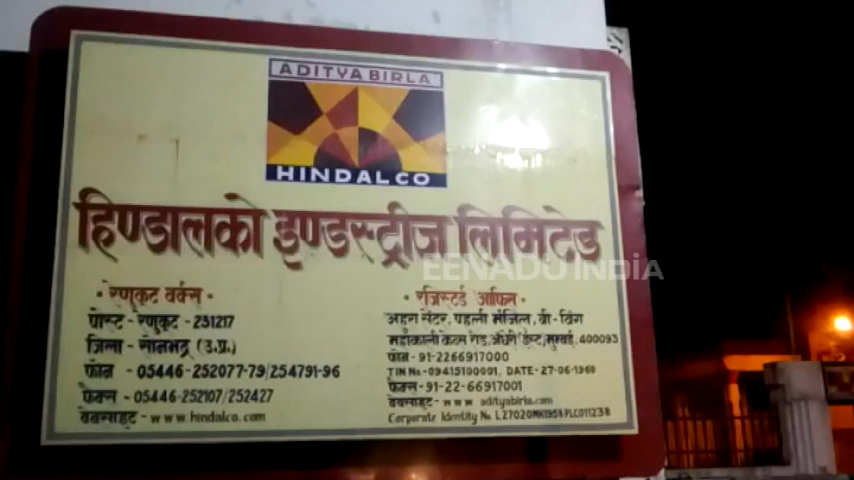 ADITYA BIRLA
HINDALCO
हिण्डालको इण्डस्ट्रीज लिमिटेड
• रेणुकूट वर्क्स •
पोस्ट - रेणुकूट - 231217
जिला - सोनभद्र (उ.प्र.)
फोन - 05446-252077-79/254791-96
फेक्स - 05446-252107/252427
वेबसाइट - www.hindalco.com
• रजिस्टर्ड आफिस •
अहुरा सेंटर, पहली मंजिल, बी-विंग
महाकाली केव्स रोड, अंधेरी ईस्ट, मुम्बई, 400093
फोन - 91-2266917000
TIN No.- 09415100001, DATE- 27-06-1960
फेक्स - 91-22-66917001
वेबसाइट - www.adityabirla.com
Corporate Identity No. L27020MH1958PLC011238
EENADU INDIA